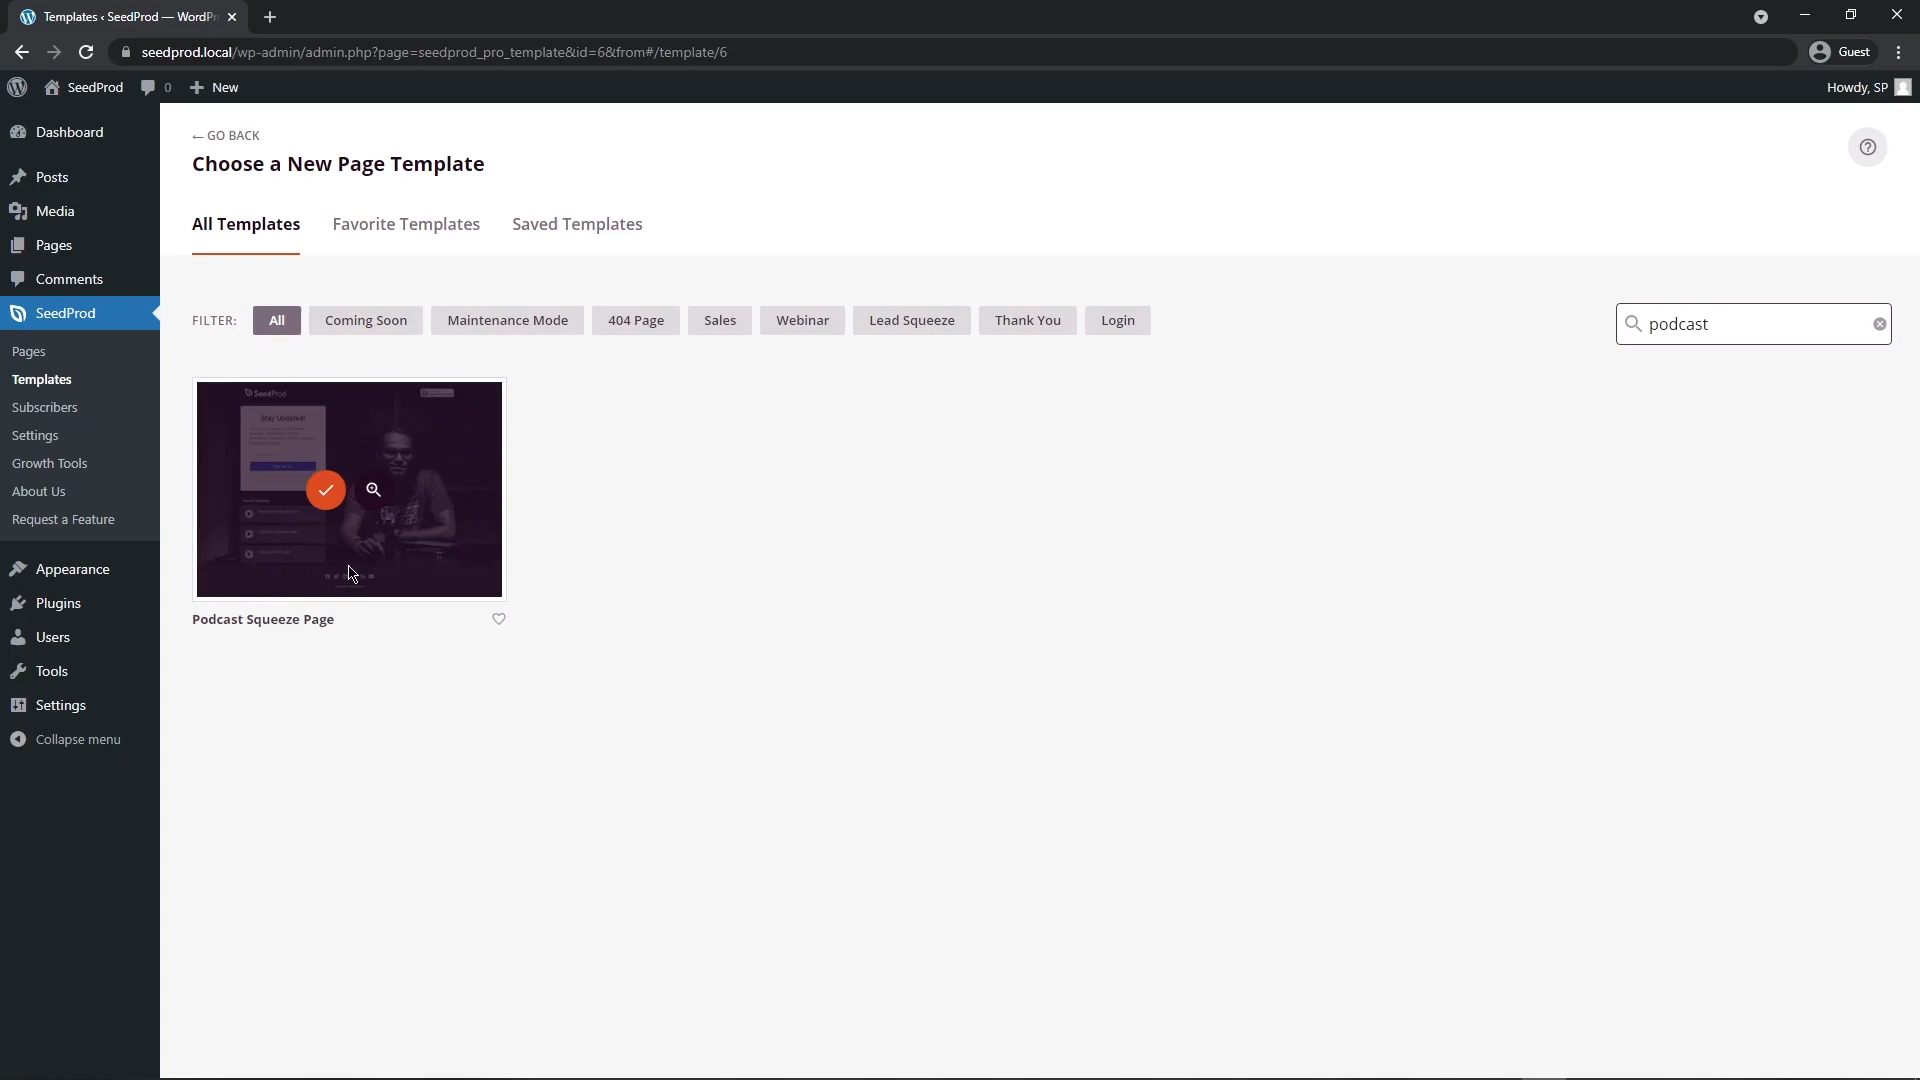 Templates ‹ SeedProd — WordPr
seedprod.local/wp-admin/admin.php?page=seedprod_pro_template&id=6&from#/template/6
Guest
SeedProd
0
New
Howdy, SP
Dashboard
Posts
Media
Pages
Comments
SeedProd
Pages
Templates
Subscribers
Settings
Growth Tools
About Us
Request a Feature
Appearance
Plugins
Users
Tools
Settings
Collapse menu
← GO BACK
Choose a New Page Template
All Templates
Favorite Templates
Saved Templates
FILTER:
All
Coming Soon
Maintenance Mode
404 Page
Sales
Webinar
Lead Squeeze
Thank You
Login
podcast
SeedProd
Stay Updated!
Podcast Squeeze Page